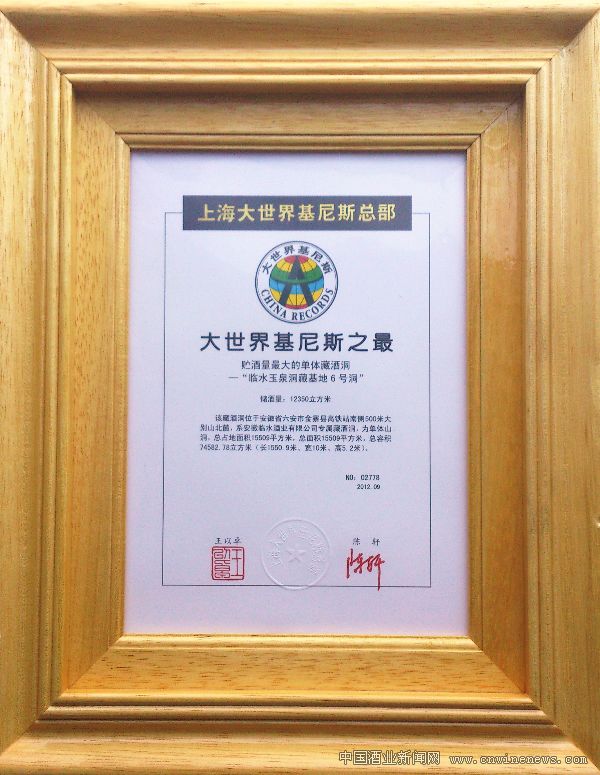 上海大世界基尼斯总部
大世界基尼斯
CHINA RECORDS
大世界基尼斯之最
贮酒量最大的单体藏酒洞
—“临水玉泉洞藏基地6号洞”
储酒量：12350立方米
该藏酒洞位于安徽省六安市金寨县高铁站南侧500米大
别山北麓，系安徽临水酒业有限公司专属藏酒洞，为单体山
洞，总占地面积15509平方米，总面积15509平方米，总容积
74582.78立方米（长1550.9米、宽10米、高5.2米）。
NO：02778
2012.09
王以卓 陈 轩
中国酒业新闻网 www.cnwinenews.com